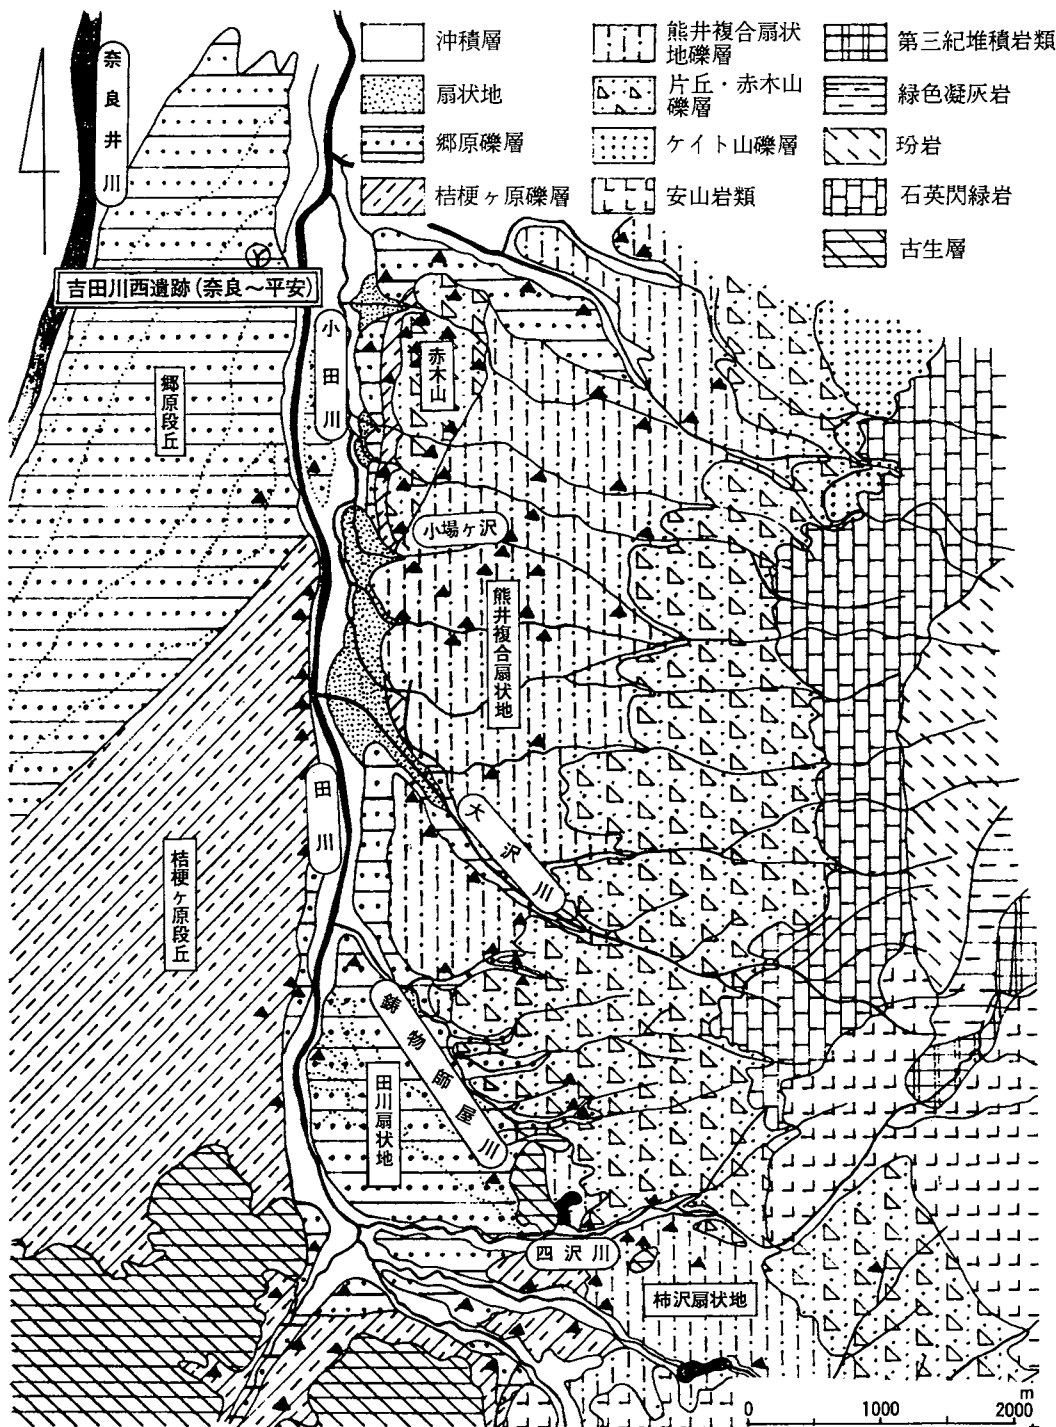 沖積層
扇状地
郷原礫層
桔梗ヶ原礫層
熊井複合扇状
地礫層
片丘・赤木山
礫層
ケイト山礫層
安山岩類
第三紀堆積岩類
緑色凝灰岩
玢岩
石英閃緑岩
古生層
奈良井川
吉田川西遺跡(奈良〜平安)
小田川
赤木山
郷原段丘
小場ヶ沢
熊井複合扇状地
田川
大沢川
桔梗ヶ原段丘
鋳物師屋川
田川扇状地
四沢川
柿沢扇状地
m
0 1000 2000